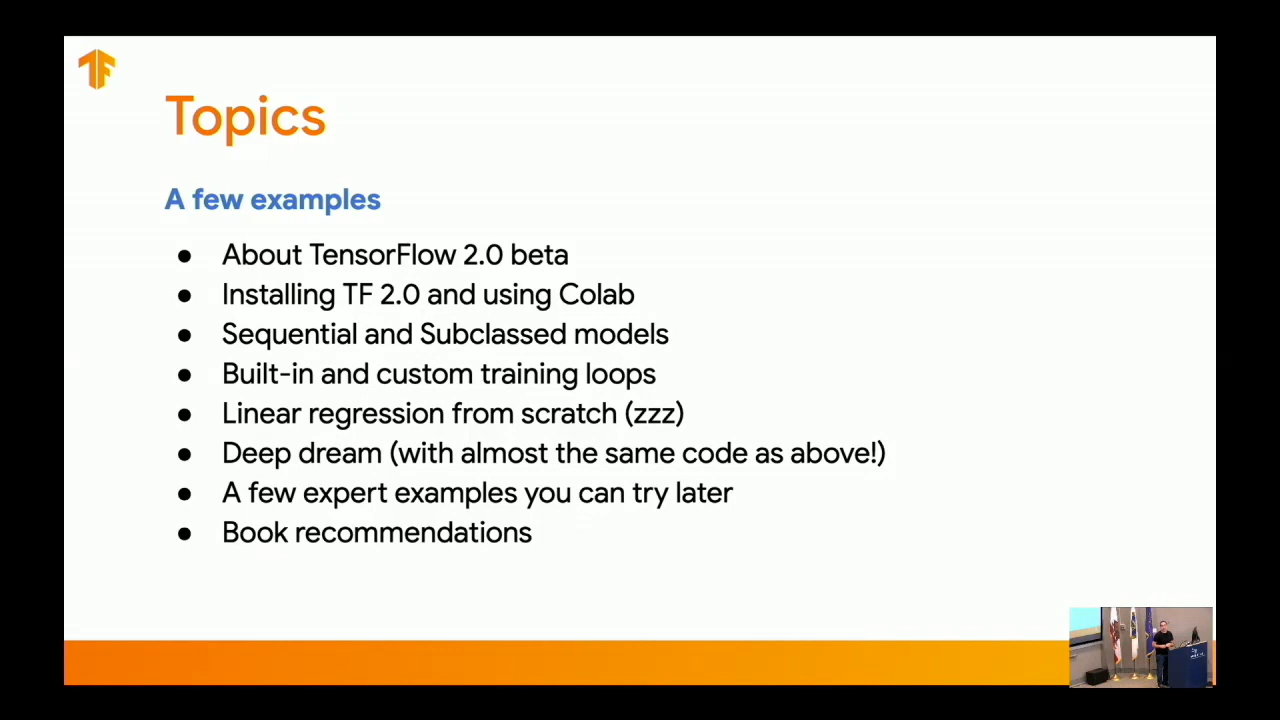 Topics
A few examples
● About TensorFlow 2.0 beta
● Installing TF 2.0 and using Colab
● Sequential and Subclassed models
● Built-in and custom training loops
● Linear regression from scratch (zzz)
● Deep dream (with almost the same code as above!)
● A few expert examples you can try later
● Book recommendations